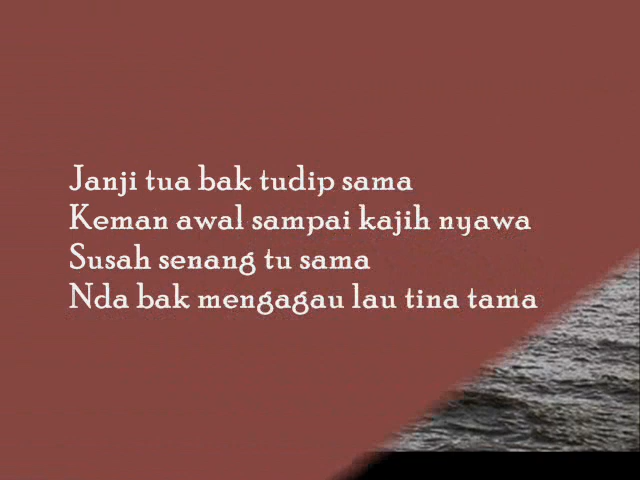 Janji tua bak tudip sama
Keman awal sampai kajih nyawa
Susah senang tu sama
Nda bak mengagau lau tina tama